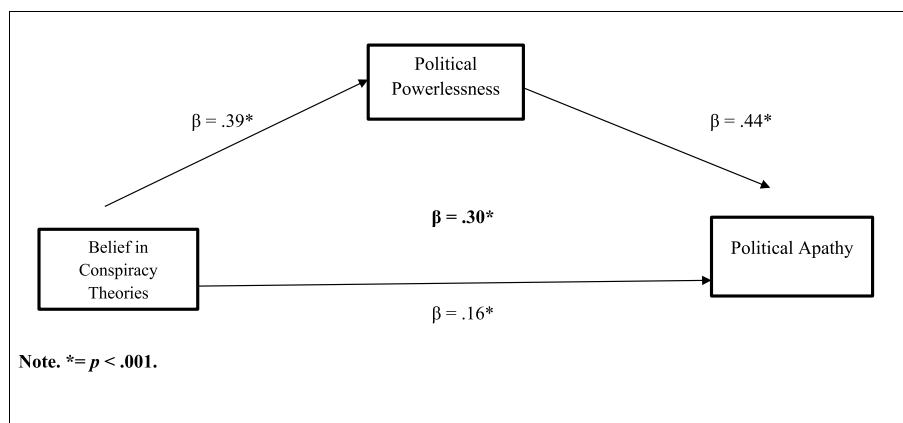 Political
Powerlessness
β = .39*
β = .44*
β = .30*
Belief in
Conspiracy
Theories
Political Apathy
β = .16*
Note. *= p < .001.